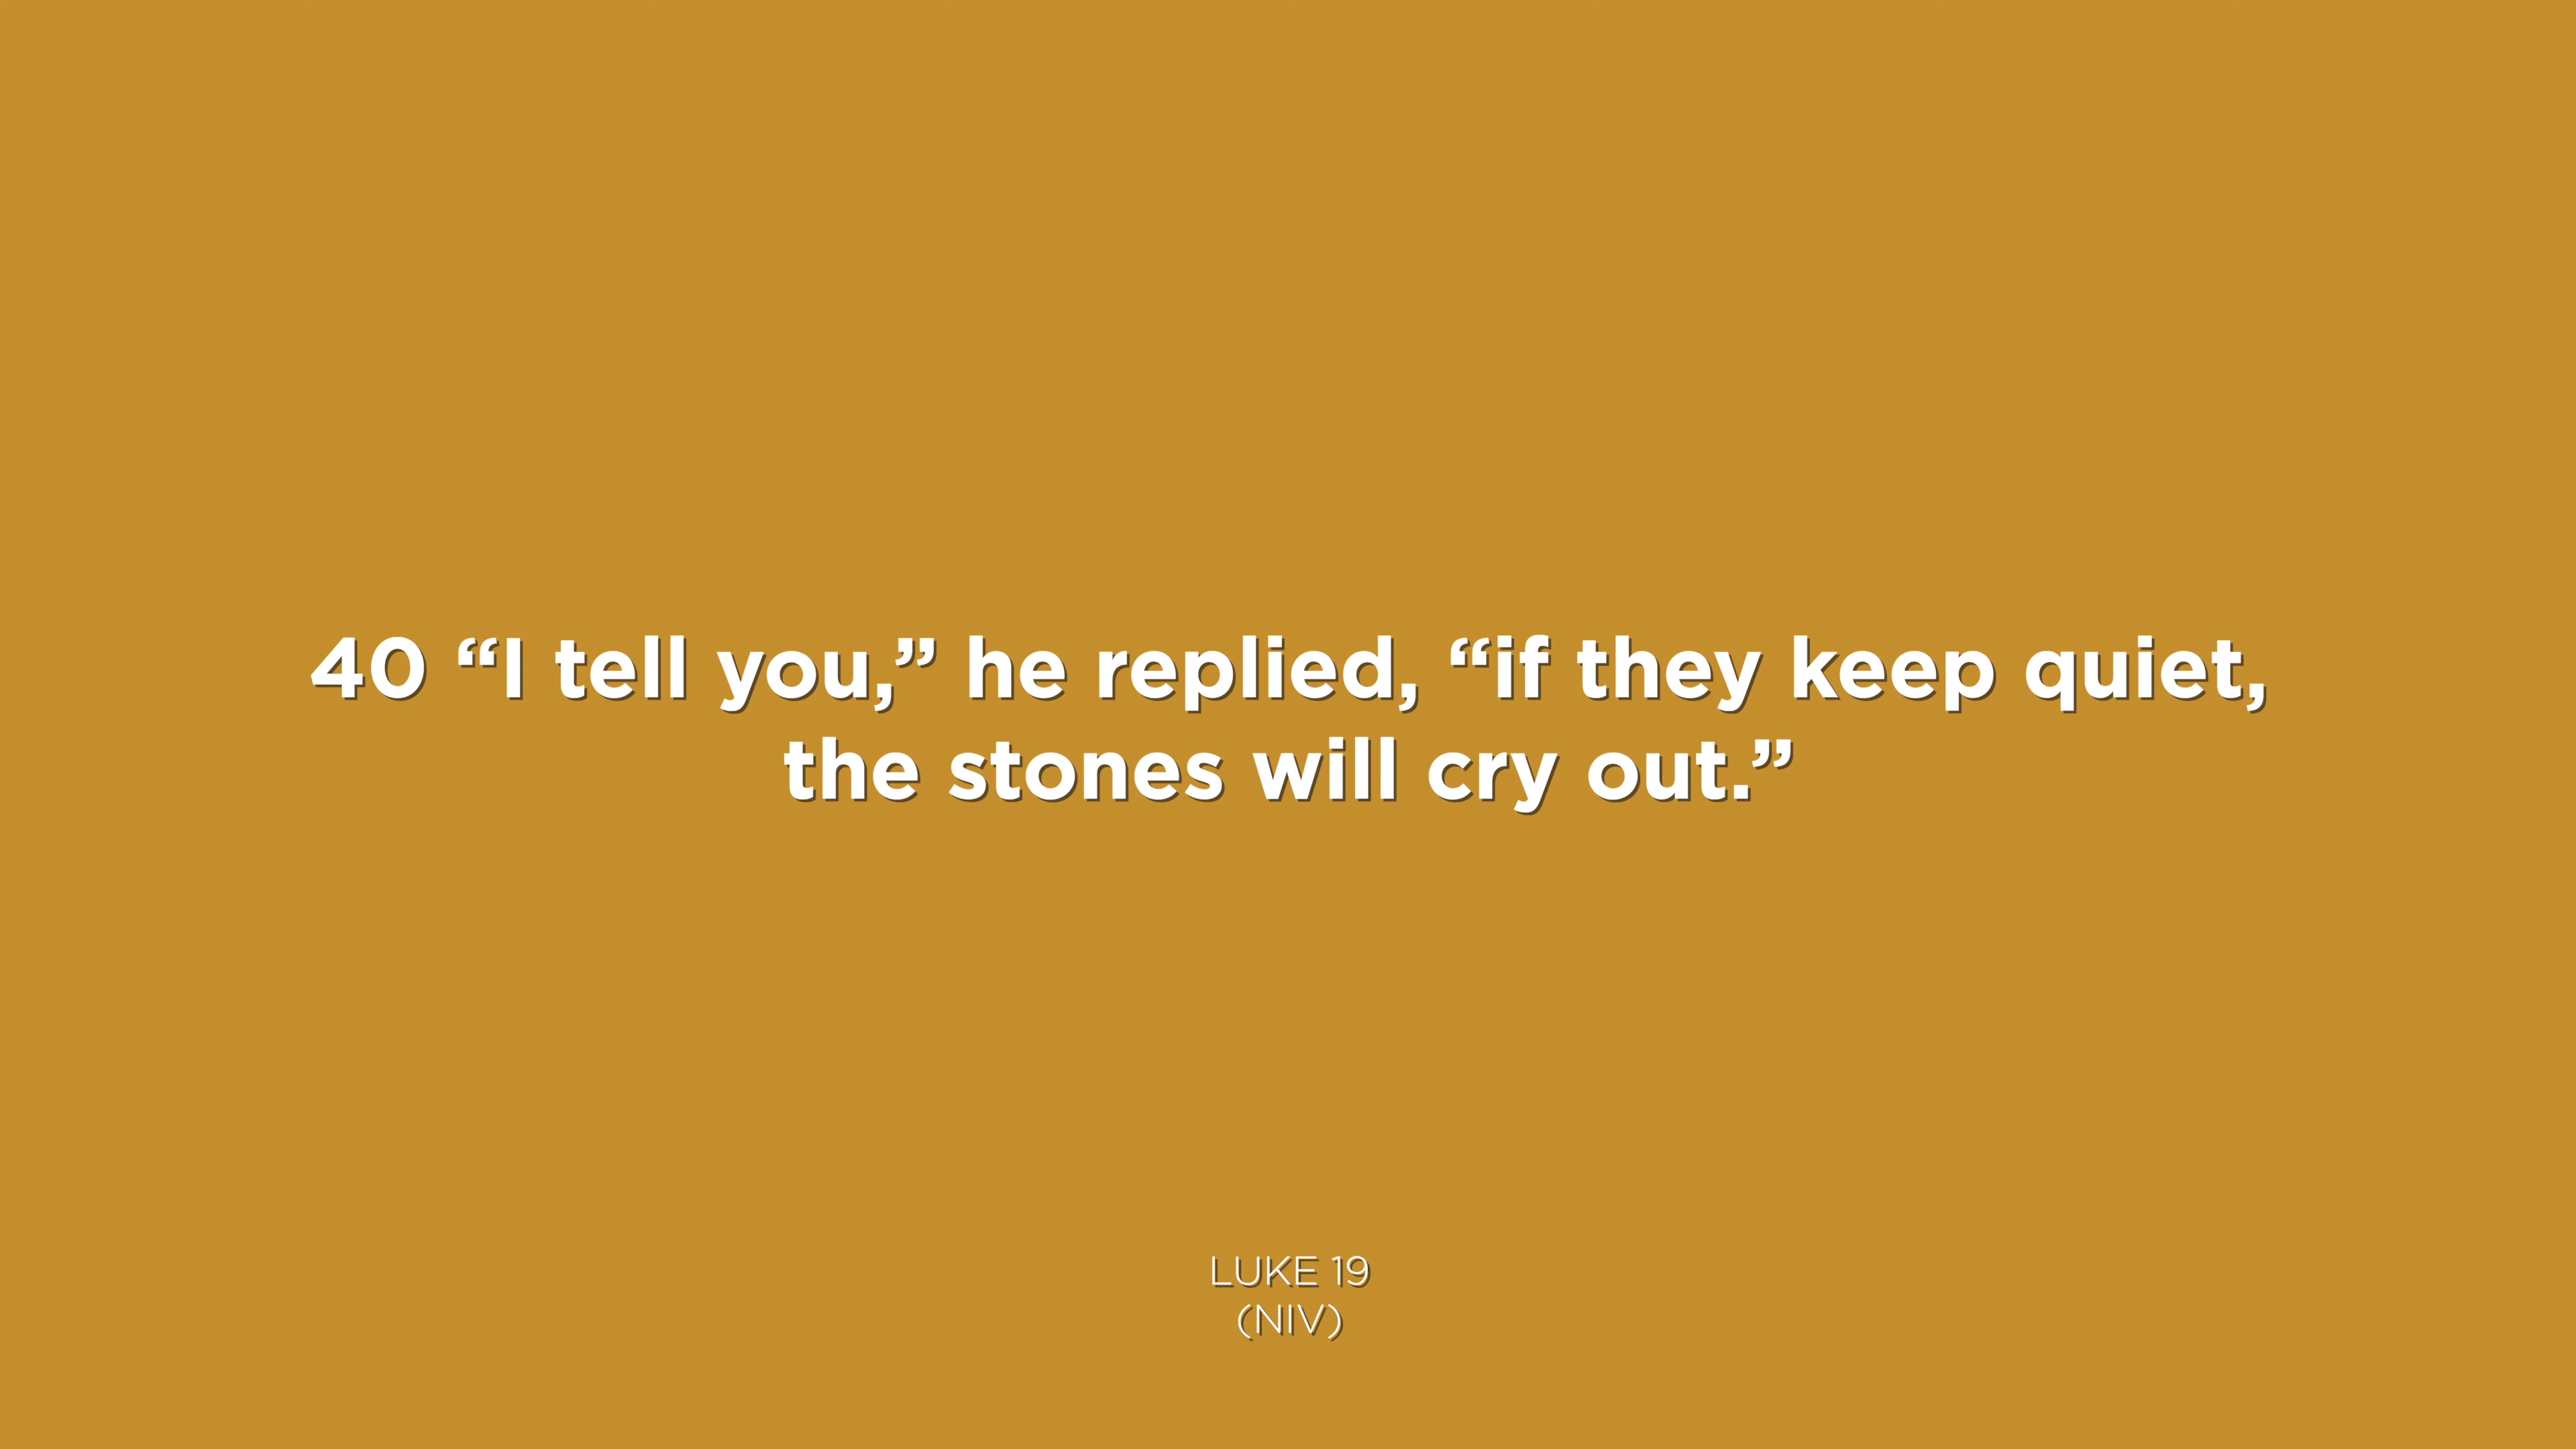 40 “I tell you,” he replied, “if they keep quiet,
the stones will cry out.”
LUKE 19
(NIV)